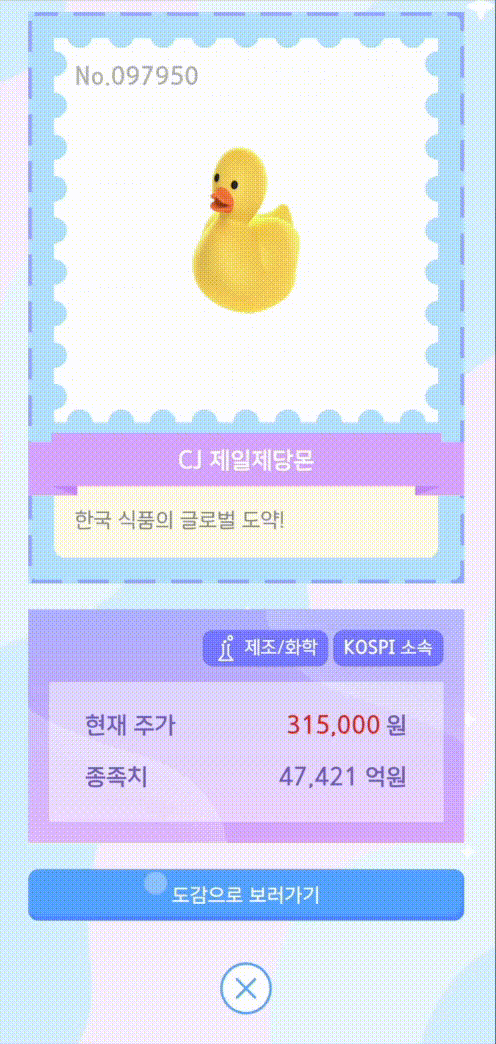 No.097950
CJ 제일제당몬
한국 식품의 글로벌 도약!
제조/화학 KOSPI 소속
현재 주가 315,000 원
종족치 47,421 억원
도감으로 보러가기